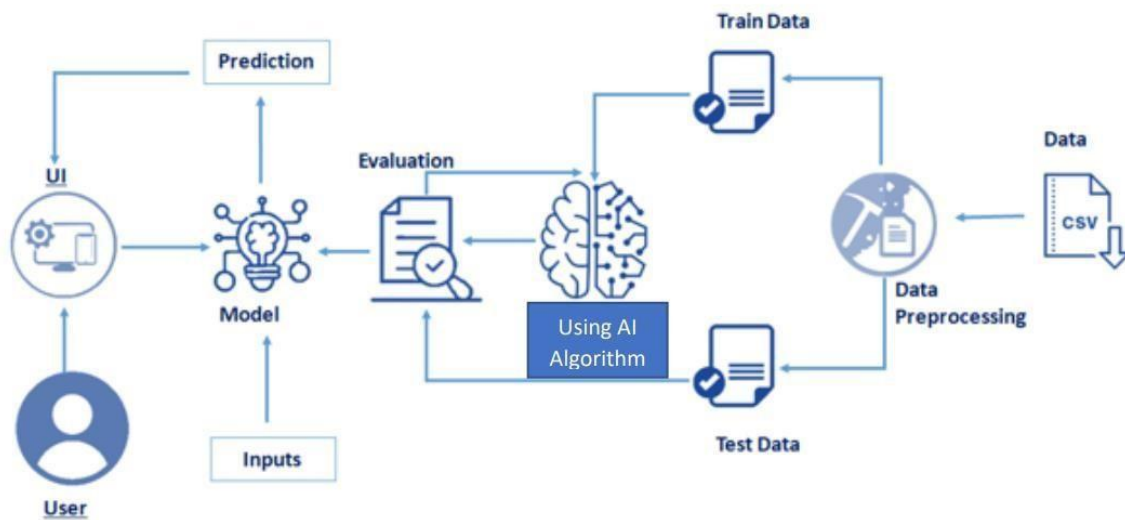 Train Data
Prediction
Data
Evaluation
UI
CSV
Model
Data
Preprocessing
Using AI
Algorithm
Inputs
Test Data
User